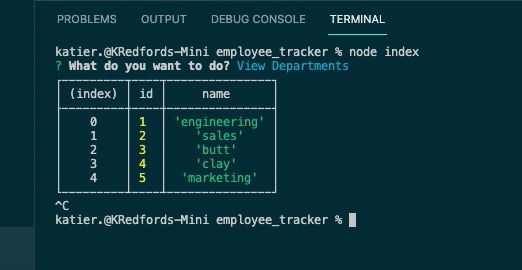 PROBLEMS OUTPUT DEBUG CONSOLE TERMINAL
katier.@KRedfords-Mini employee_tracker % node index
? What do you want to do? View Departments
(index) id name
0 1 'engineering'
1 2 'sales'
2 3 'butt'
3 4 'clay'
4 5 'marketing'
^C
katier.@KRedfords-Mini employee_tracker %